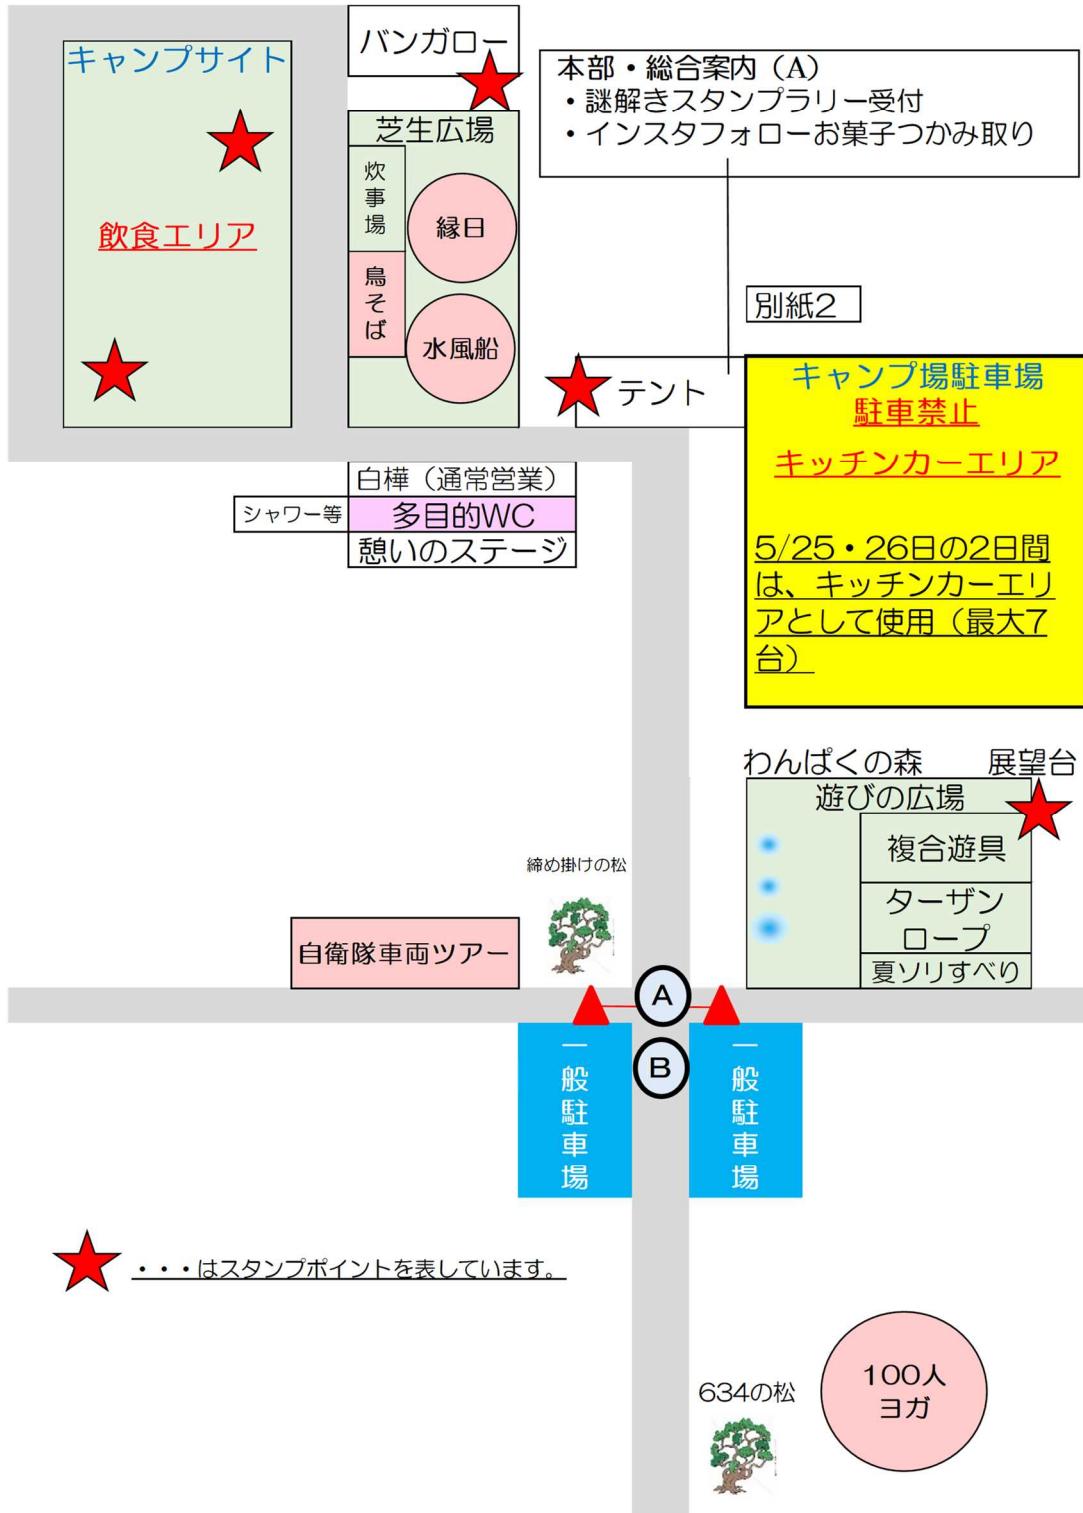 バンガロー
キャンプサイト
飲食エリア
芝生広場
炊事場
縁日
鳥そば
水風船
本部・総合案内（A）
・謎解きスタンプラリー受付
・インスタフォローお菓子つかみ取り
別紙2
テント
キャンプ場駐車場
駐車禁止
キッチンカーエリア
5/25・26日の2日間
は、キッチンカーエリ
アとして使用（最大7
台）
白樺（通常営業）
シャワー等
多目的WC
憩いのステージ
わんぱくの森
展望台
遊びの広場
複合遊具
ターザン
ロープ
夏ソリすべり
締め掛けの松
自衛隊車両ツアー
A
B
一般駐車場
一般駐車場
・・・はスタンプポイントを表しています。
634の松
100人
ヨガ